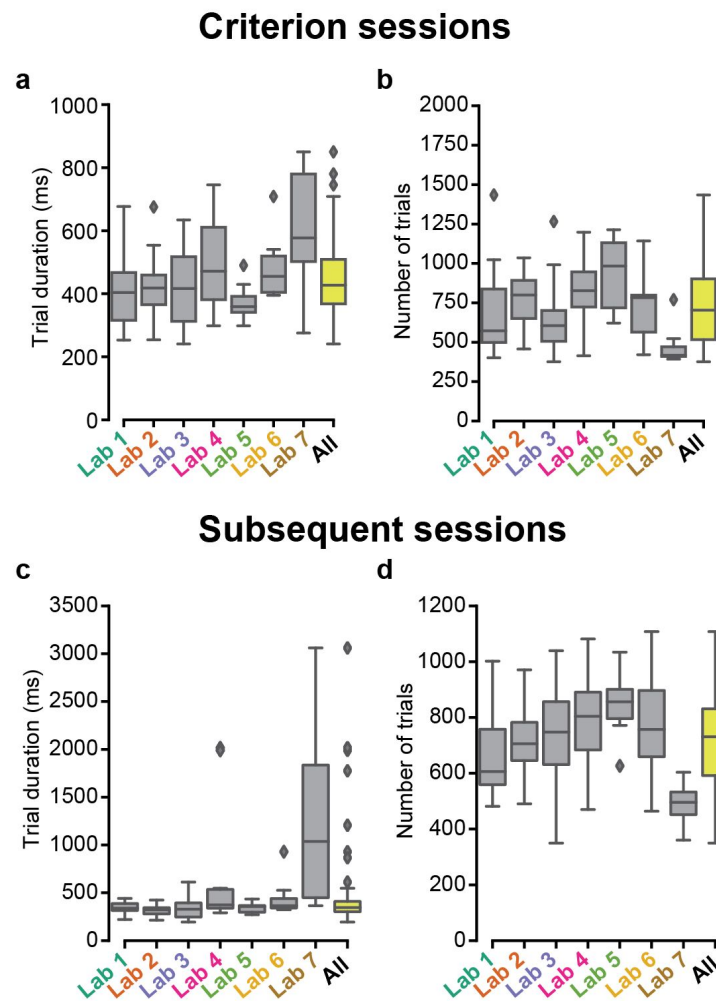 Criterion sessions
a
b
Trial duration (ms)
1000
800
600
400
200
0
Lab 1
Lab 2
Lab 3
Lab 4
Lab 5
Lab 6
Lab 7
All
Number of trials
2000
1750
1500
1250
1000
750
500
250
0
Lab 1
Lab 2
Lab 3
Lab 4
Lab 5
Lab 6
Lab 7
All
Subsequent sessions
c
d
Trial duration (ms)
3500
3000
2500
2000
1500
1000
500
0
Lab 1
Lab 2
Lab 3
Lab 4
Lab 5
Lab 6
Lab 7
All
Number of trials
1200
1000
800
600
400
200
0
Lab 1
Lab 2
Lab 3
Lab 4
Lab 5
Lab 6
Lab 7
All